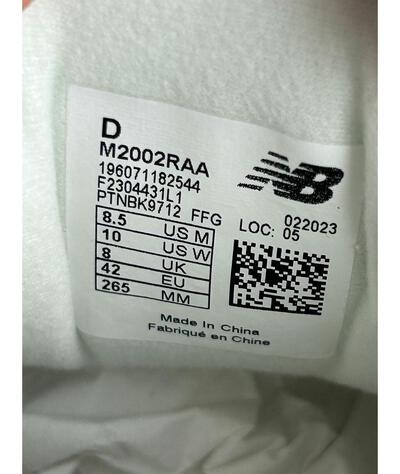 D
M2002RAA
196071182544
F2304431L1
PTNBK9712 FFG
NB
022023
LOC: 05
8.5 US M
10 US W
8 UK
42 EU
265 MM
Made In China
Fabriqué en Chine